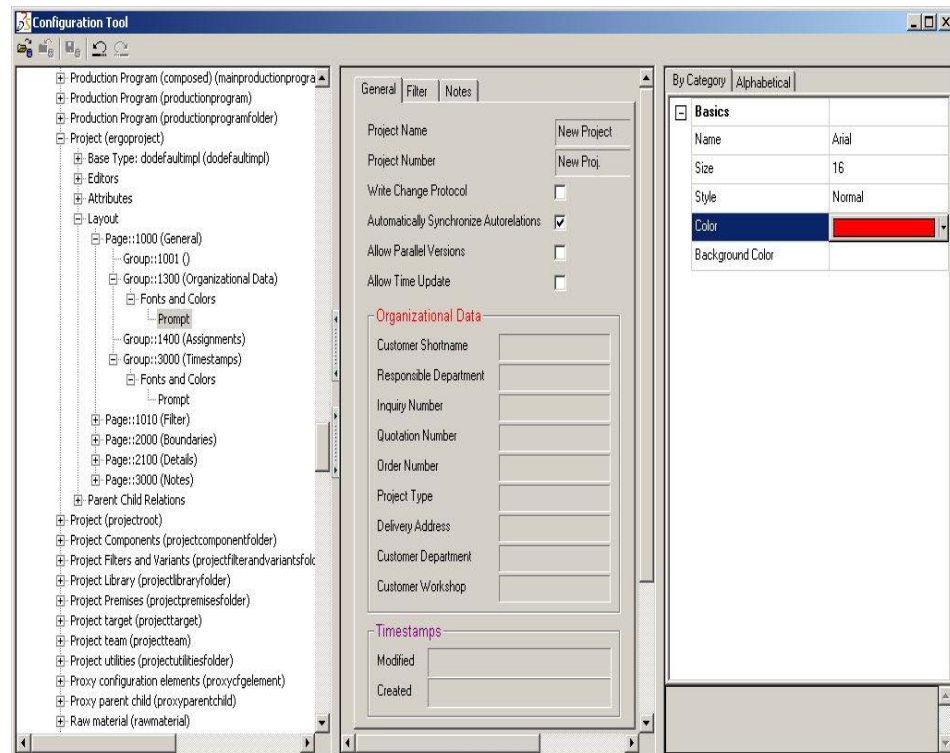 Configuration Tool
Production Program (composed) (mainproductionprogra
Production Program (productionprogram)
Production Program (productionprogramfolder)
Project (ergoproject)
Base Type: dodefaultimpl (dodefaultimpl)
Editors
Attributes
Layout
Page::1000 (General)
Group::1001 ()
Group::1300 (Organizational Data)
Fonts and Colors
Prompt
Group::1400 (Assignments)
Group::3000 (Timestamps)
Fonts and Colors
Prompt
Page::1010 (Filter)
Page::2000 (Boundaries)
Page::2100 (Details)
Page::3000 (Notes)
Parent Child Relations
Project (projectroot)
Project Components (projectcomponentfolder)
Project Filters and Variants (projectfilterandvariantsfolc
Project Library (projectlibraryfolder)
Project Premises (projectpremisesfolder)
Project target (projecttarget)
Project team (projectteam)
Project utilities (projectutilitiesfolder)
Proxy configuration elements (proxycfgelement)
Proxy parent child (proxyparentchild)
Raw material (rawmaterial)
General Filter Notes
Project Name New Project
Project Number New Proj.
Write Change Protocol
Automatically Synchronize Autorelations
Allow Parallel Versions
Allow Time Update
Organizational Data
Customer Shortname
Responsible Department
Inquiry Number
Quotation Number
Order Number
Project Type
Delivery Address
Customer Department
Customer Workshop
Timestamps
Modified
Created
By Category Alphabetical
Basics
Name Arial
Size 16
Style Normal
Color
Background Color